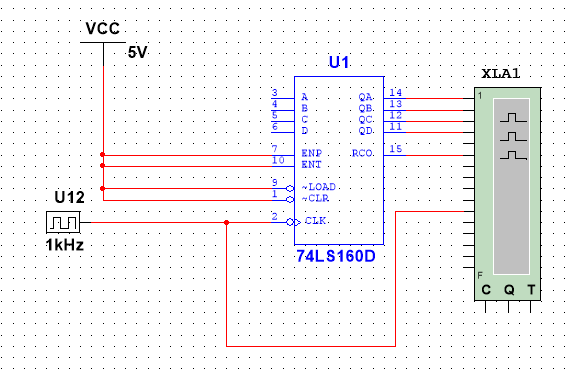 VCC
5V
U1
XLA1
3 A QA 14
4 B QB 13
5 C QC 12
6 D QD 11
7 ENP RCO 15
10 ENT
9 ~LOAD
1 ~CLR
2 CLK
74LS160D
U12
1kHz
1
F
C Q T